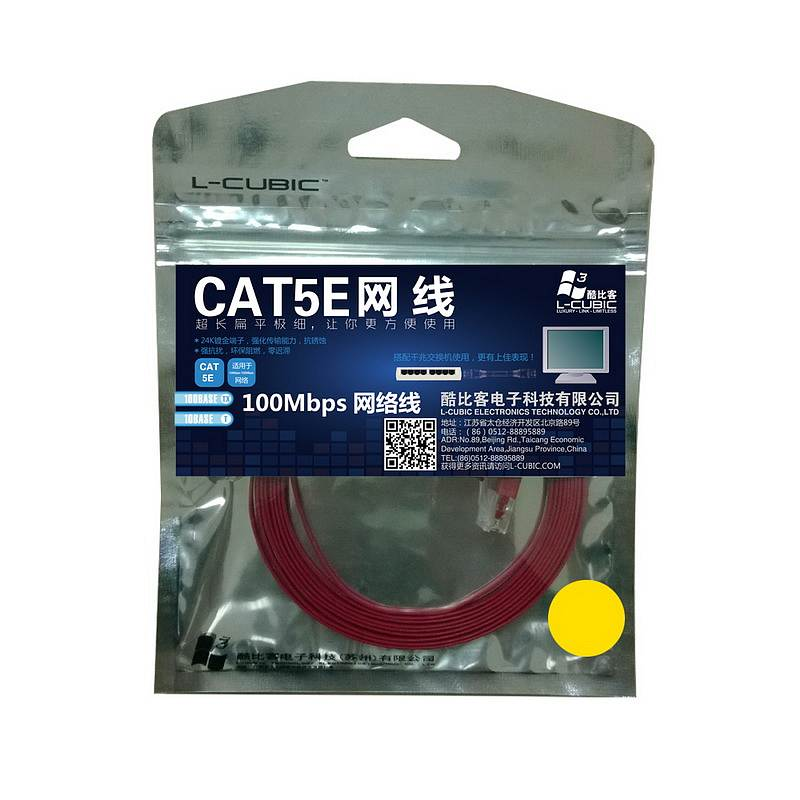 L-CUBIC™
CAT5E网线
超长扁平极细，让你更方便使用
* 24K镀金端子，强化传输能力，抗锈蚀
* 强抗扰，环保阻燃，零迟滞
3
酷比客
L-CUBIC
LUXURY · LINK · LIMITLESS
CAT
5E
适用于
网络
搭配千兆交换机使用，更有上佳表现！
100BASE TX
10BASE T
100Mbps 网络线
酷比客电子科技有限公司
L-CUBIC ELECTRONICS TECHNOLOGY CO.,LTD
地址：江苏省太仓经济开发区北京路89号
电话：（86）0512-88895889
ADR:No.89,Beijing Rd.,Taicang Economic
Development Area,Jiangsu Province,China
TEL:(86)0512-88895889
获得更多资讯请访问L-CUBIC.COM
3
酷比客电子科技(苏州)有限公司